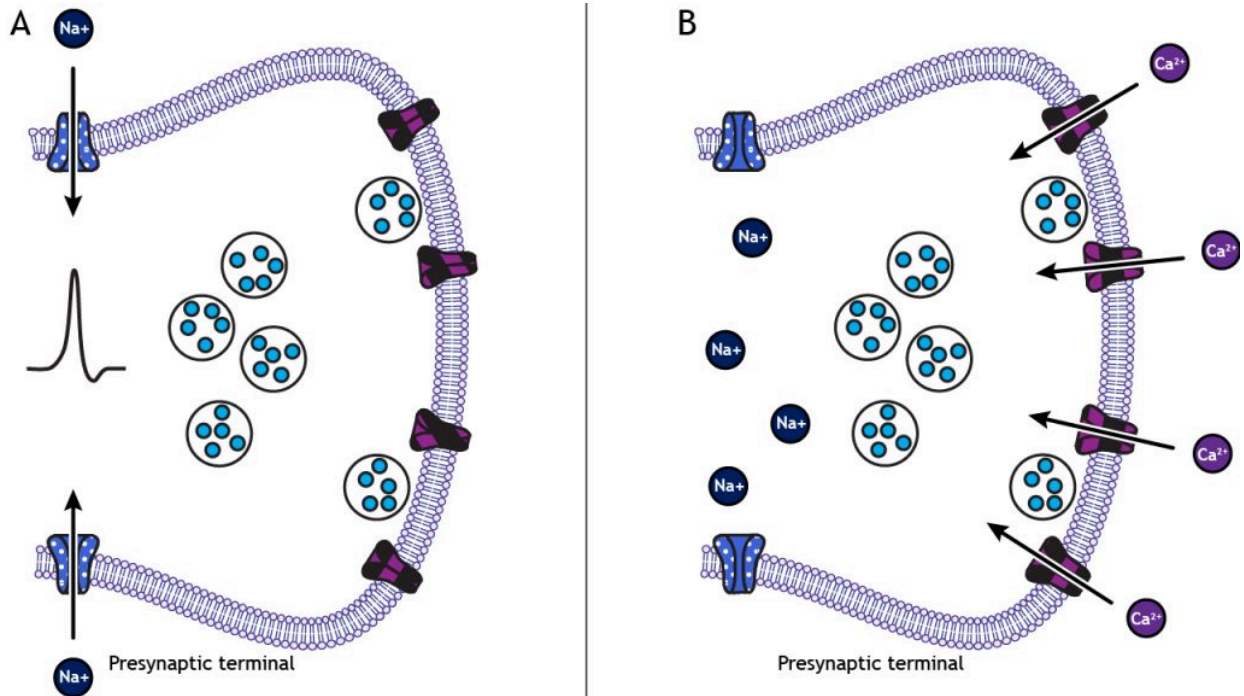 A
Na+
Na+
Presynaptic terminal
B
Ca²⁺
Na+
Ca²⁺
Na+
Na+
Ca²⁺
Na+
Ca²⁺
Presynaptic terminal